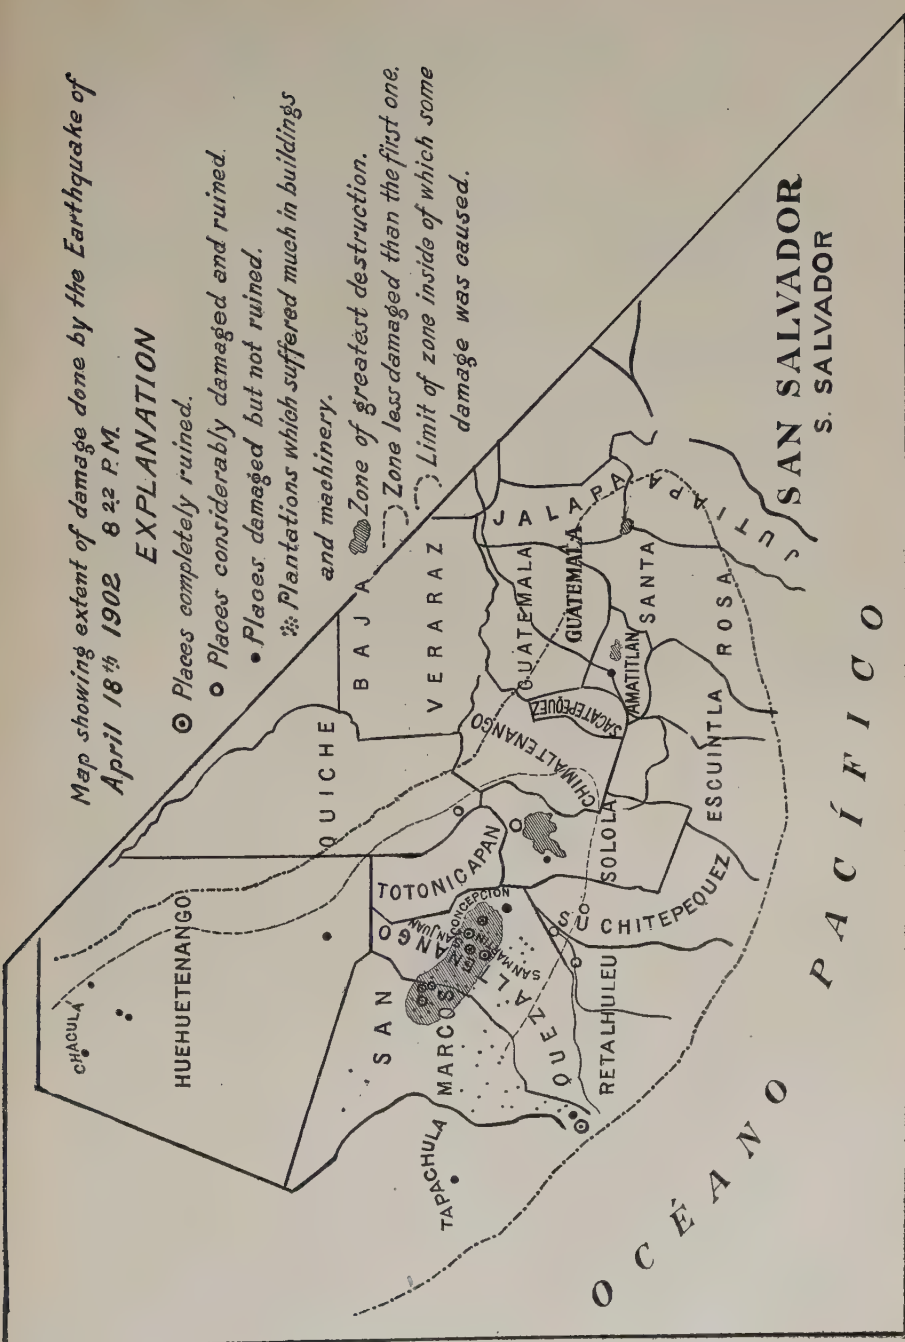 Map showing extent of damage done by the Earthquake of
April 18th 1902 8 22 P.M.
EXPLANATION
Places completely ruined.
Places considerably damaged and ruined.
Places damaged but not ruined.
Plantations which suffered much in buildings
and machinery.
Zone of greatest destruction.
Zone less damaged than the first one.
Limit of zone inside of which some
damage was caused.
CHACULÁ
HUEHUETENANGO
QUICHE
BAJA
VERARAZ
TOTONICAPAN
SAN
MARCOS
TAPACHULA
QUEZALTENANGO
CONCEPCION
SAN JUAN
SAN MARTIN
CHIMALTENANGO
SACATEPEQUEZ
GUATEMALA
GUATEMALA
JALAPA
JUTIAPA
AMATITLAN
SANTA
ROSA
SOLOLA
ESCUINTLA
SUCHITEPEQUEZ
RETALHULEU
SAN SALVADOR
S. SALVADOR
OCÉANO PACÍFICO